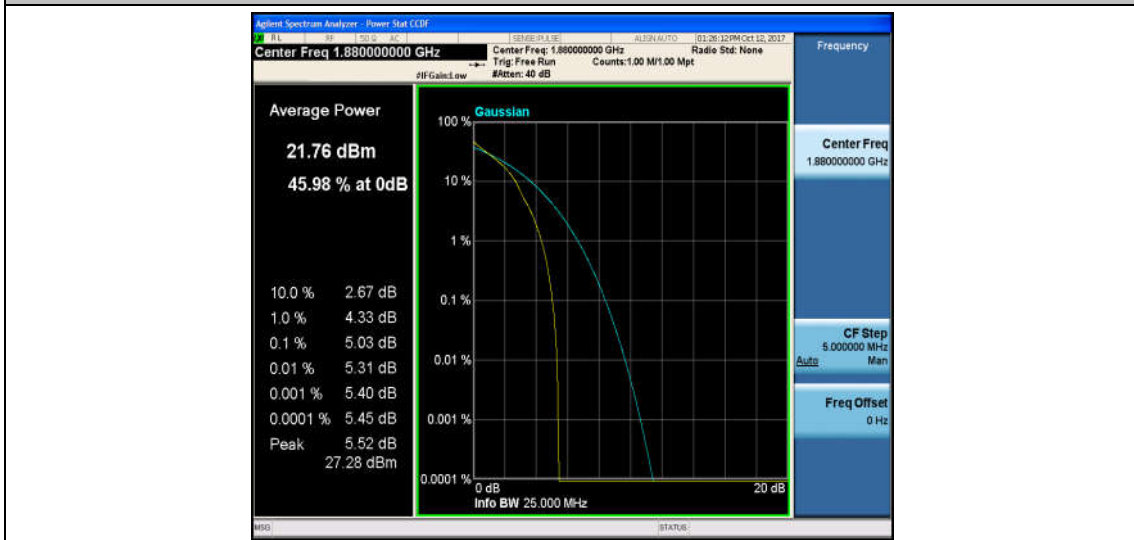 Agilent Spectrum Analyzer - Power Stat CCDF
RL RF 50 Ω AC SENSE:PULSE ALIGN AUTO 01:26:12 PM Oct 12, 2017
Center Freq 1.880000000 GHz
Center Freq: 1.880000000 GHz Radio Std: None
Trig: Free Run Counts:1.00 M/1.00 Mpt
#IFGain:Low #Atten: 40 dB
Frequency
Average Power
21.76 dBm
45.98 % at 0dB
10.0 % 2.67 dB
1.0 % 4.33 dB
0.1 % 5.03 dB
0.01 % 5.31 dB
0.001 % 5.40 dB
0.0001 % 5.45 dB
Peak 5.52 dB
27.28 dBm
Gaussian
100 %
10 %
1 %
0.1 %
0.01 %
0.001 %
0.0001 %
0 dB 20 dB
Info BW 25.000 MHz
Center Freq
1.880000000 GHz
CF Step
5.000000 MHz
Auto Man
Freq Offset
0 Hz
MSG STATUS